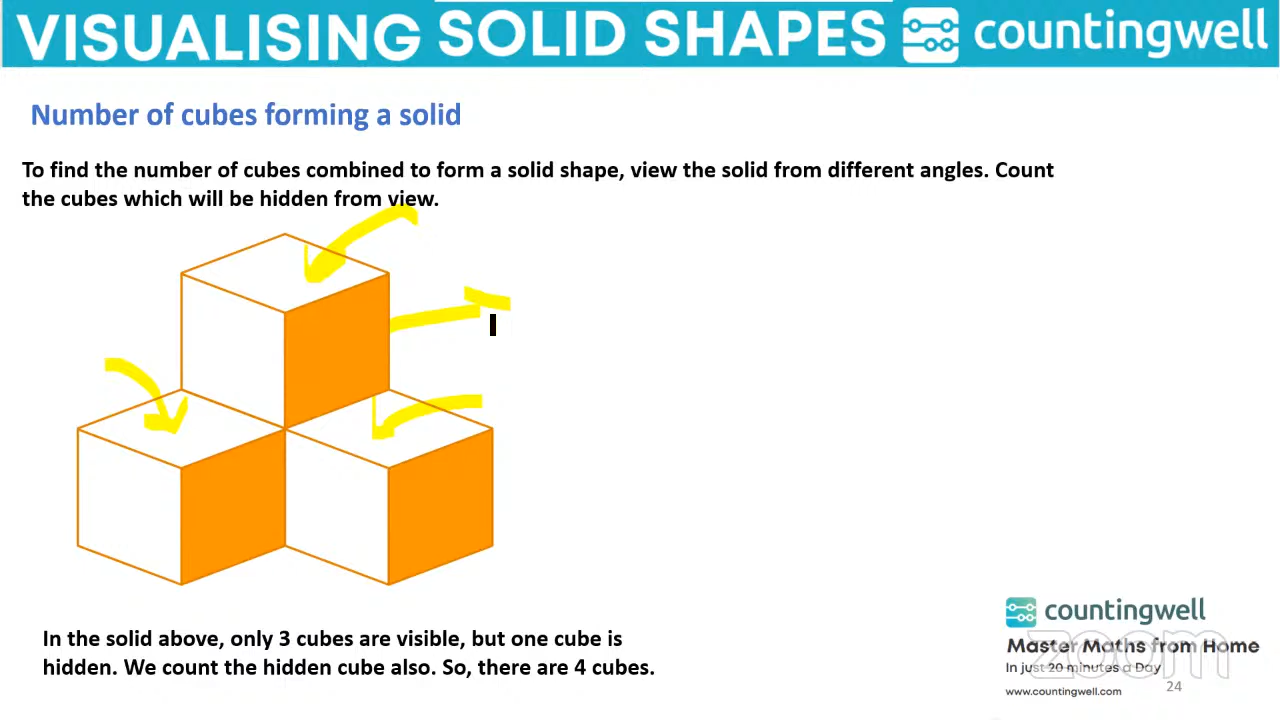 VISUALISING SOLID SHAPES countingwell
Number of cubes forming a solid
To find the number of cubes combined to form a solid shape, view the solid from different angles. Count
the cubes which will be hidden from view.
In the solid above, only 3 cubes are visible, but one cube is
hidden. We count the hidden cube also. So, there are 4 cubes.
countingwell
Master Maths from Home
zoom
In just 20 minutes a Day
www.countingwell.com
24